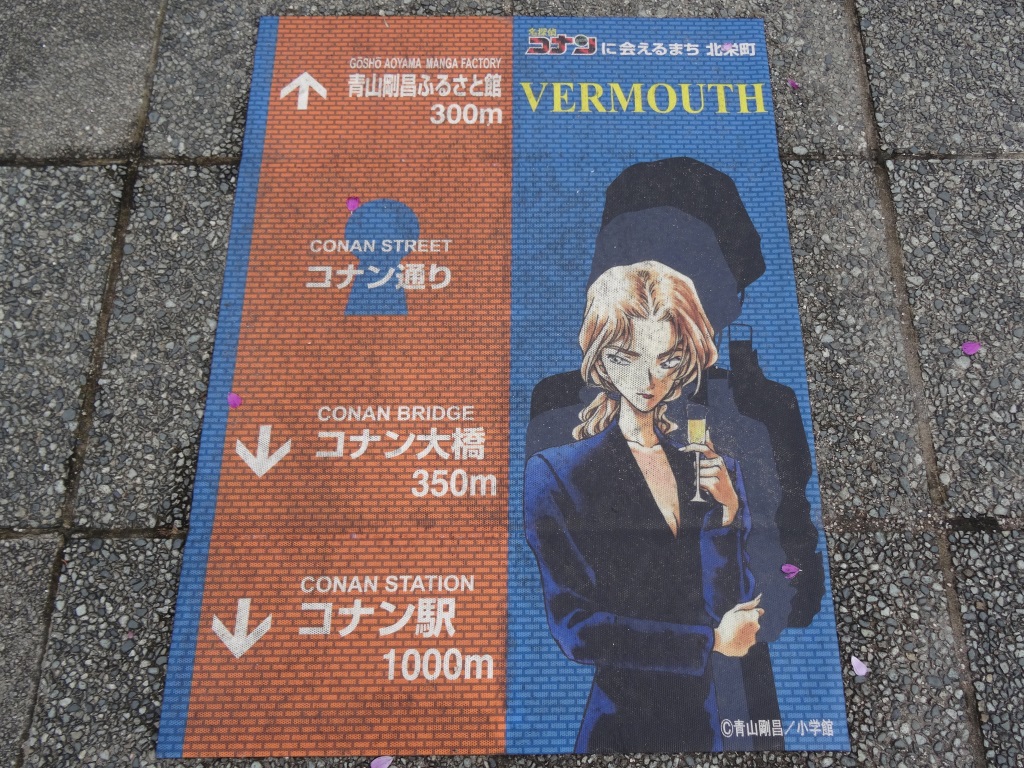 GŌSHŌ AOYAMA MANGA FACTORY
青山剛昌ふるさと館
300m
CONAN STREET
コナン通り
CONAN BRIDGE
コナン大橋
350m
CONAN STATION
コナン駅
1000m
名探偵
コナンに会えるまち 北栄町
VERMOUTH
©青山剛昌／小学館